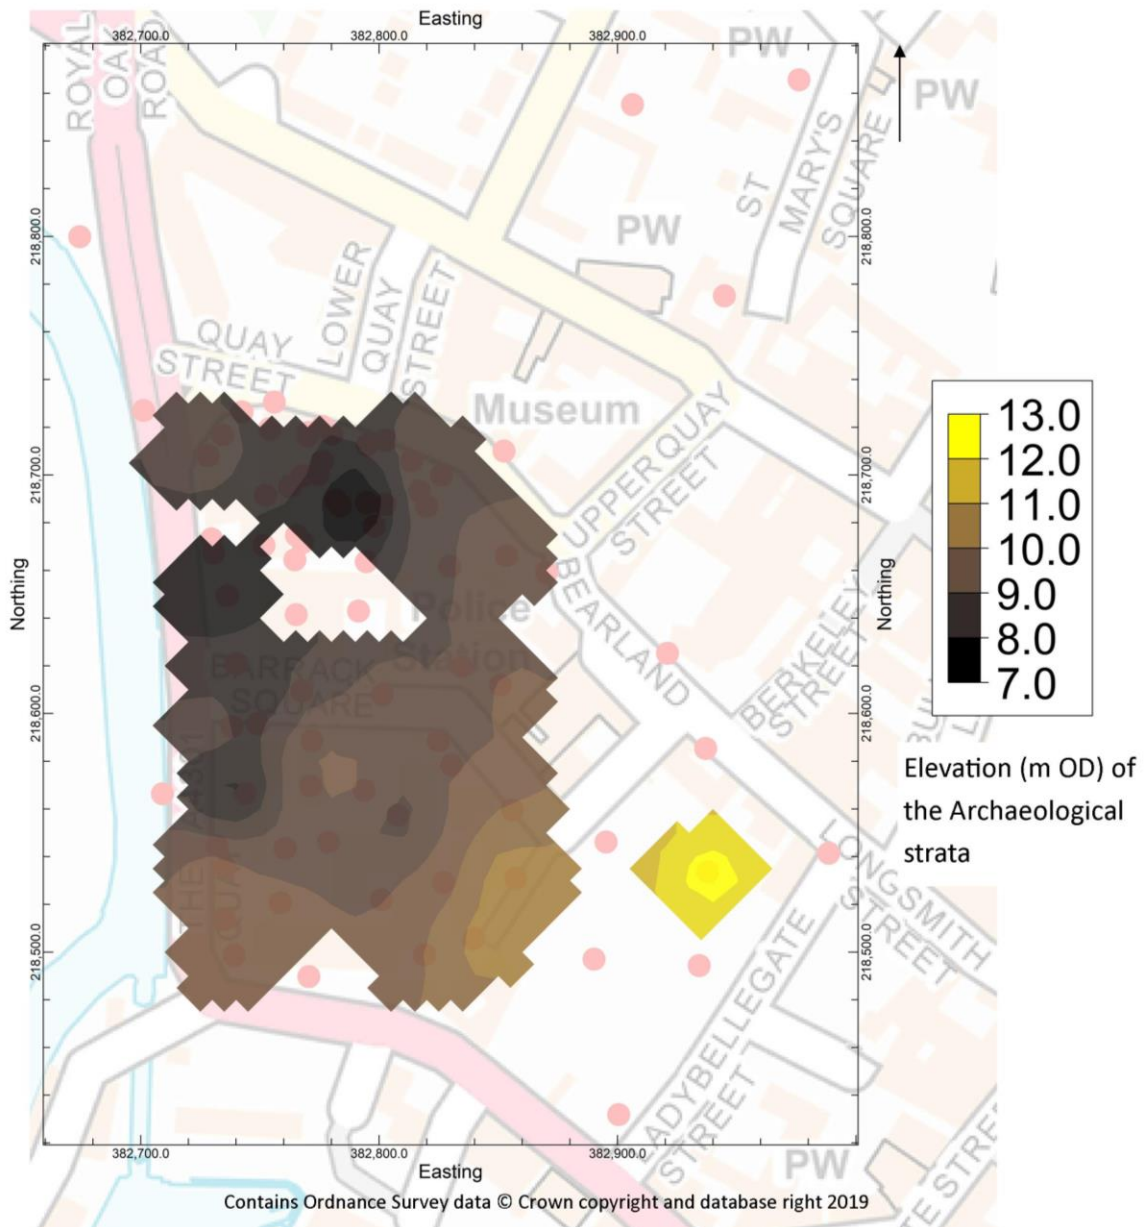 Easting
382,700.0
382,800.0
382,900.0
ROYAL
OAK
ROAD
PW
PW
ST
MARY'S
SQUARE
PW
218,800.0
218,800.0
LOWER
QUAY
STREET
QUAY
STREET
Museum
UPPER QUAY
STREET
218,700.0
218,700.0
13.0
12.0
11.0
10.0
9.0
8.0
7.0
Northing
Northing
Police
Station
BEARLAND
BERKELEY
STREET
BARRACK
SQUARE
218,600.0
218,600.0
Elevation (m OD) of
the Archaeological
strata
LONGSMITH
STREET
THE
QUAY
218,500.0
218,500.0
LADYBELLEGATE
STREET
PW
382,700.0
382,800.0
382,900.0
Easting
Contains Ordnance Survey data © Crown copyright and database right 2019